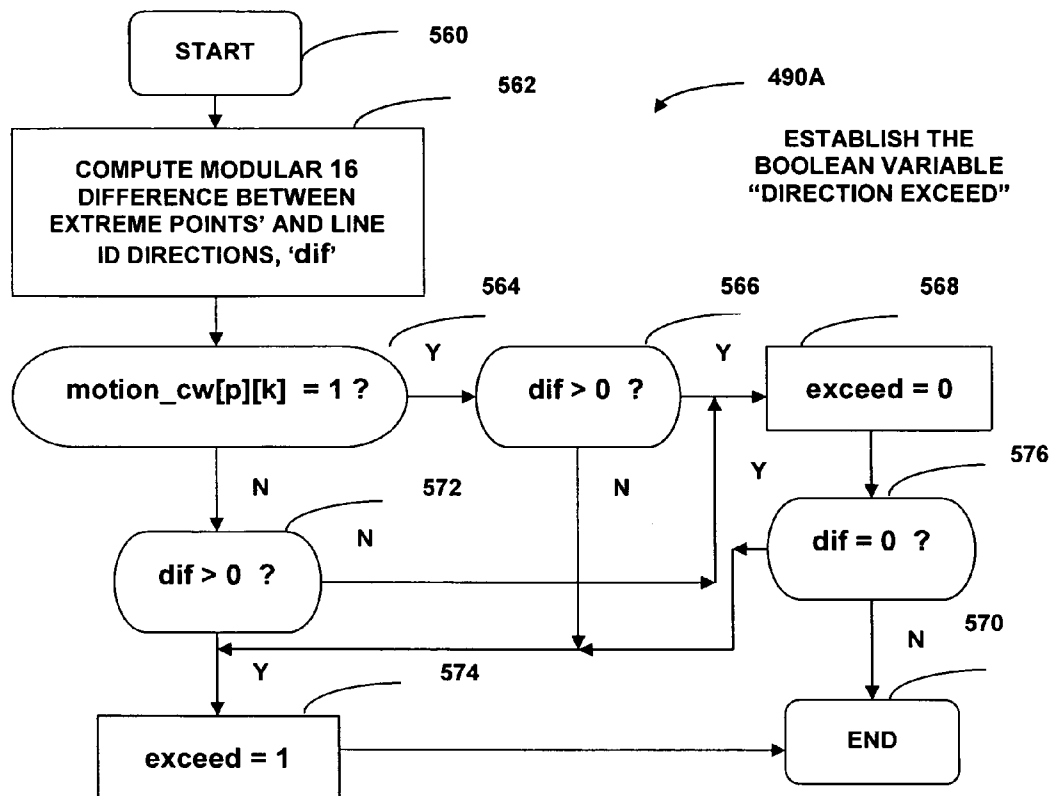 START
560
562
490A
COMPUTE MODULAR 16
DIFFERENCE BETWEEN
EXTREME POINTS' AND LINE
ID DIRECTIONS, 'dif'
ESTABLISH THE
BOOLEAN VARIABLE
“DIRECTION EXCEED”
564
566
568
motion_cw[p][k] = 1 ?
Y
dif > 0 ?
Y
exceed = 0
N
572
N
Y
576
dif > 0 ?
N
dif = 0 ?
Y
574
N
570
exceed = 1
END